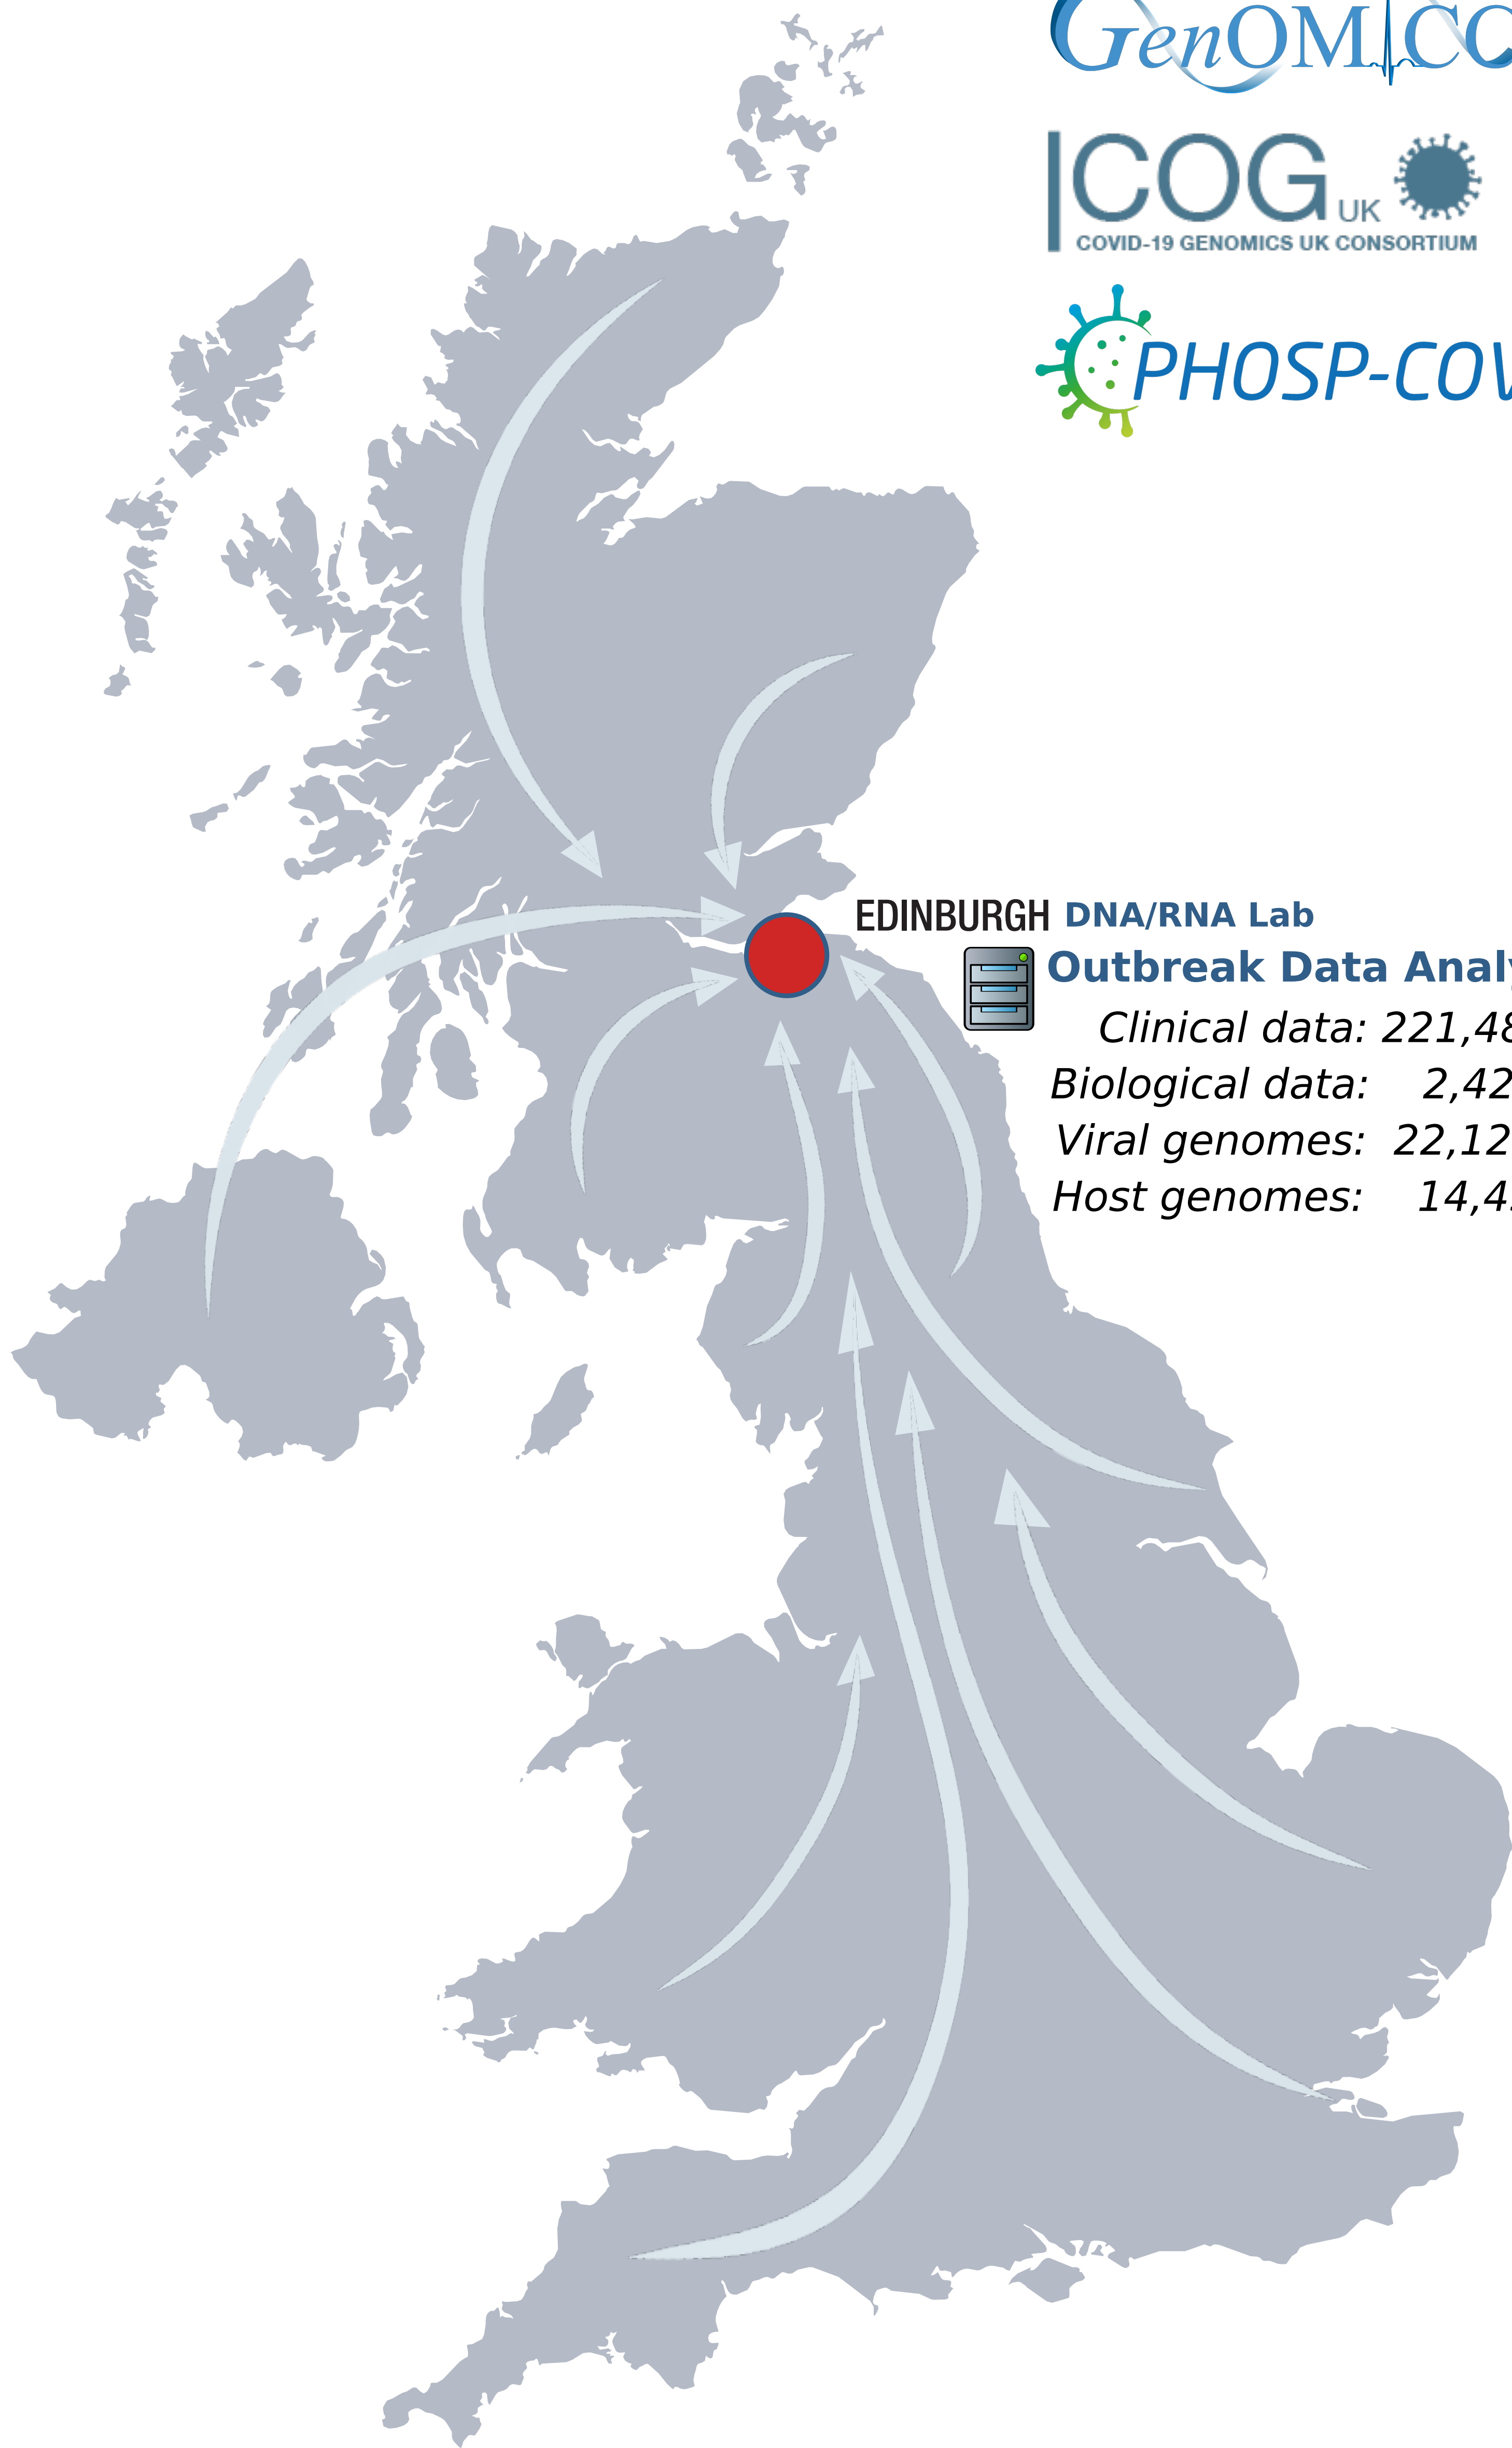 GenOMICC
COG UK
COVID-19 GENOMICS UK CONSORTIUM
PHOSP-COV
EDINBURGH DNA/RNA Lab
Outbreak Data Analy
Clinical data: 221,48
Biological data: 2,42
Viral genomes: 22,12
Host genomes: 14,4